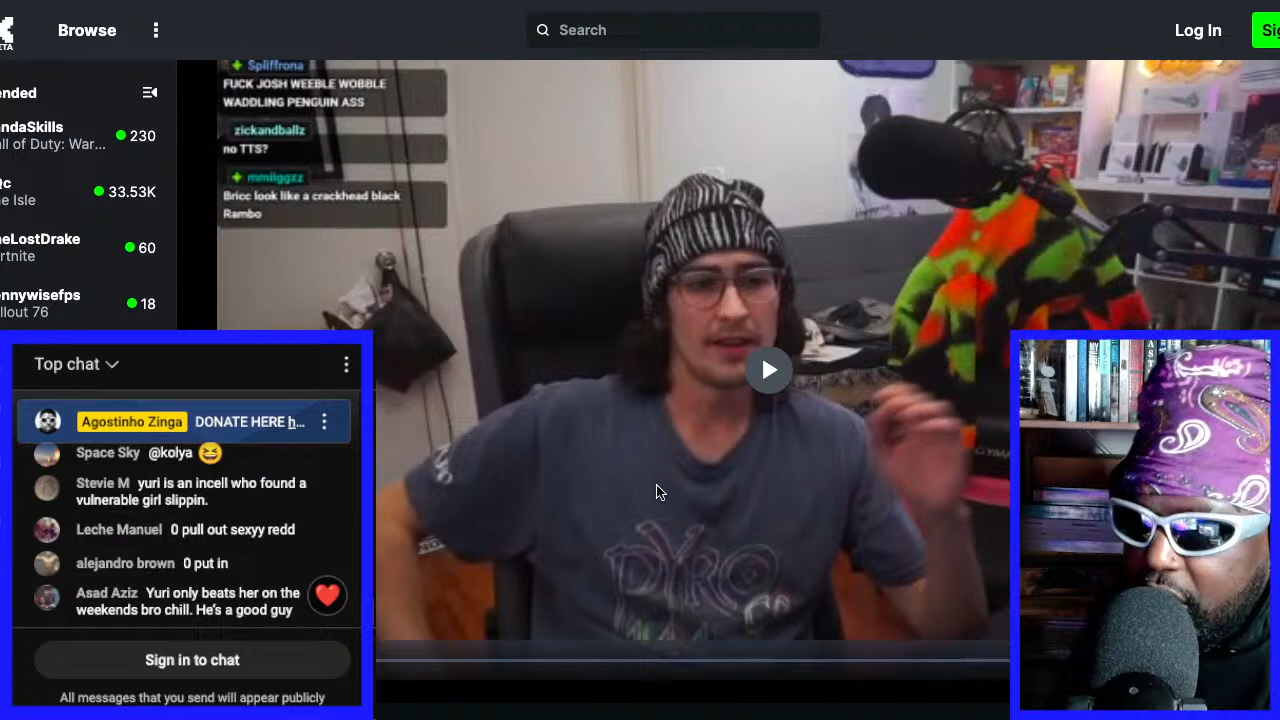 BETA
Browse
Search
Log In
Sig
ended
andaSkills
all of Duty: War...
230
Qc
e Isle
33.53K
eLostDrake
rtnite
60
nnywisefps
llout 76
18
Spliffrona
FUCK JOSH WEEBLE WOBBLE
WADDLING PENGUIN ASS
zickandballz
no TTS?
mmiiggzz
Bricc look like a crackhead black
Rambo
Top chat
Agostinho Zinga DONATE HERE h...
Space Sky @kolya
Stevie M yuri is an incell who found a
vulnerable girl slippin.
Leche Manuel 0 pull out sexyy redd
alejandro brown 0 put in
Asad Aziz Yuri only beats her on the
weekends bro chill. He's a good guy
Sign in to chat
All messages that you send will appear publicly